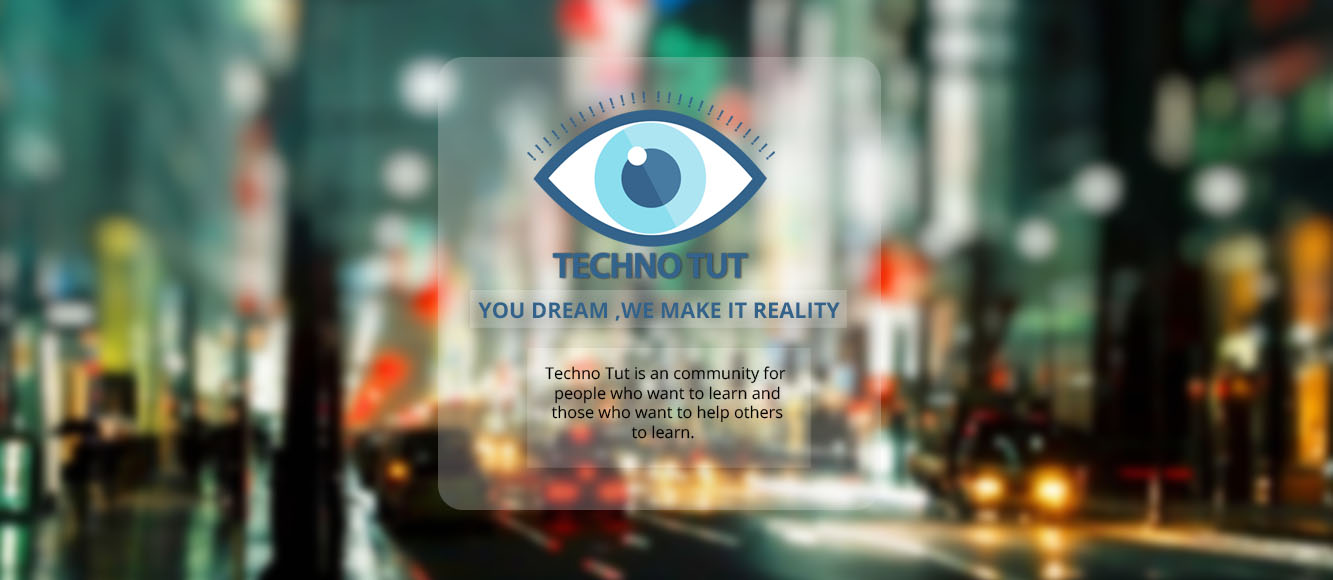 TECHNO TUT
YOU DREAM ,WE MAKE IT REALITY
Techno Tut is an community for
people who want to learn and
those who want to help others
to learn.